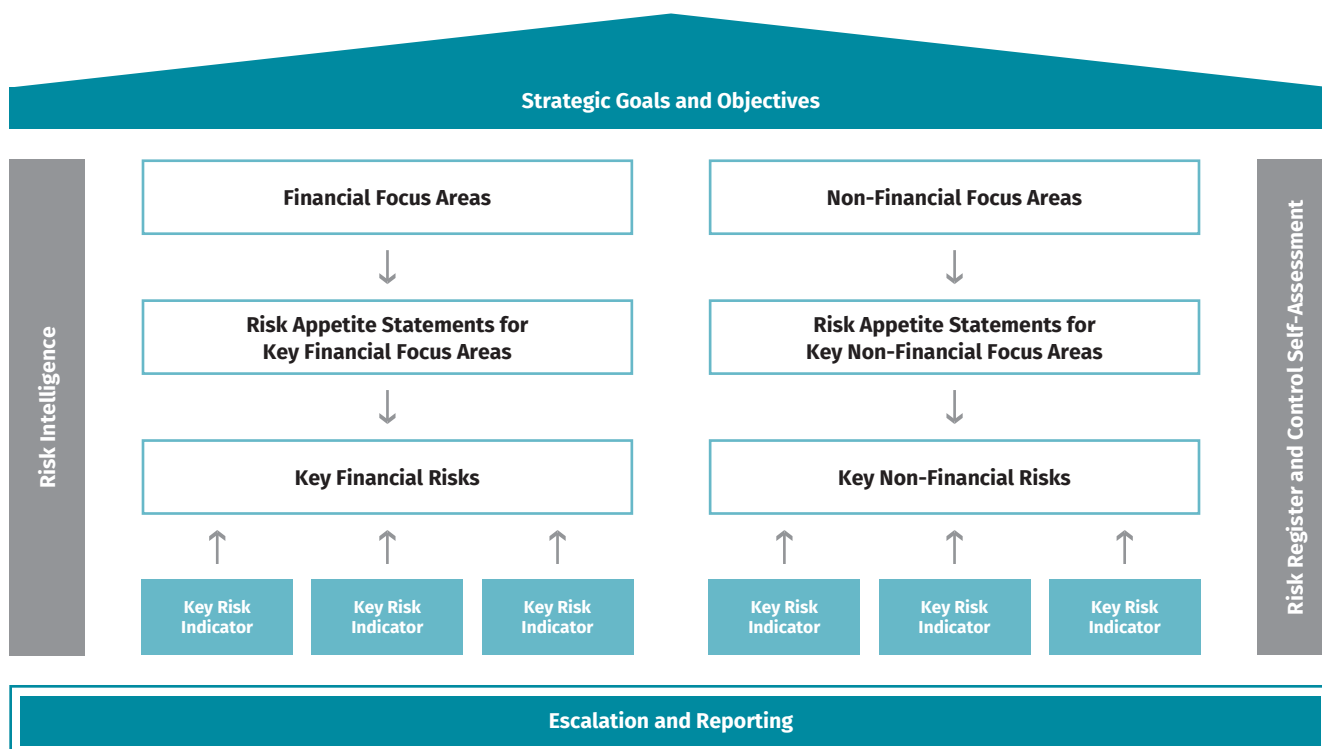 Strategic Goals and Objectives
Risk Intelligence
Financial Focus Areas
Risk Appetite Statements for
Key Financial Focus Areas
Key Financial Risks
Key Risk
Indicator
Key Risk
Indicator
Key Risk
Indicator
Non-Financial Focus Areas
Risk Appetite Statements for
Key Non-Financial Focus Areas
Key Non-Financial Risks
Key Risk
Indicator
Key Risk
Indicator
Key Risk
Indicator
Risk Register and Control Self-Assessment
Escalation and Reporting